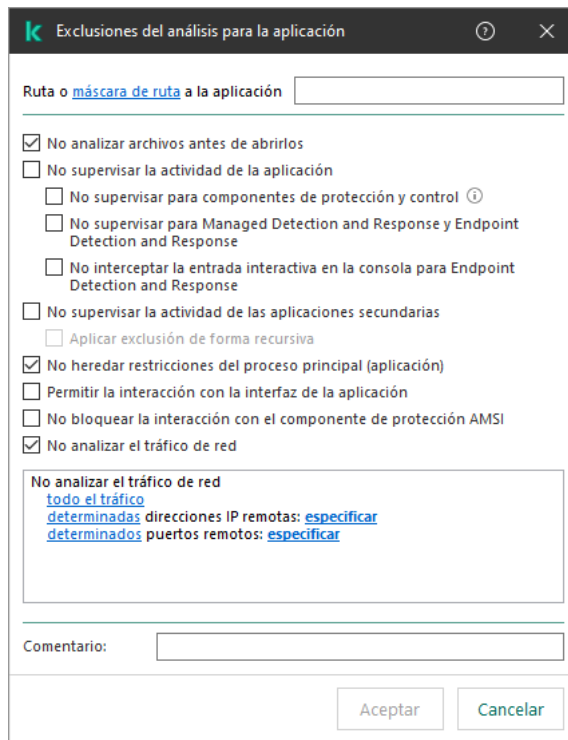 Exclusiones del análisis para la aplicación
Ruta o máscara de ruta a la aplicación
No analizar archivos antes de abrirlos
No supervisar la actividad de la aplicación
No supervisar para componentes de protección y control
No supervisar para Managed Detection and Response y Endpoint
Detection and Response
No interceptar la entrada interactiva en la consola para Endpoint
Detection and Response
No supervisar la actividad de las aplicaciones secundarias
Aplicar exclusión de forma recursiva
No heredar restricciones del proceso principal (aplicación)
Permitir la interacción con la interfaz de la aplicación
No bloquear la interacción con el componente de protección AMSI
No analizar el tráfico de red
No analizar el tráfico de red
todo el tráfico
determinadas direcciones IP remotas: especificar
determinados puertos remotos: especificar
Comentario:
Aceptar
Cancelar